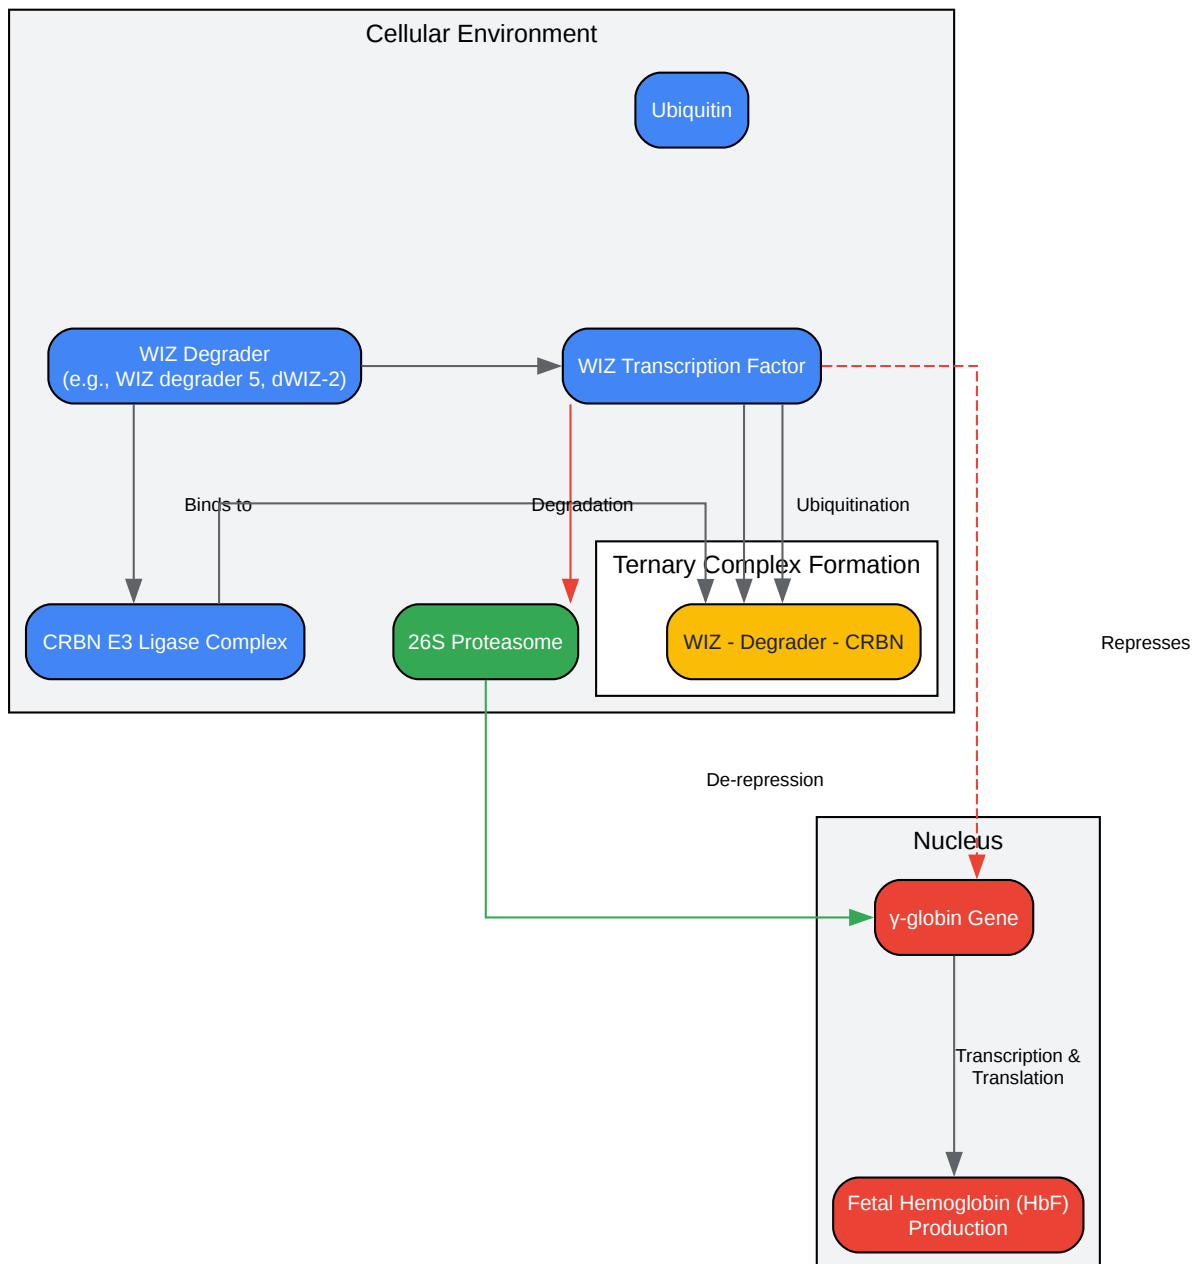 Cellular Environment
Ubiquitin
WIZ Degrader
(e.g., WIZ degrader 5, dWIZ-2)
WIZ Transcription Factor
Binds to
Degradation
Ubiquitination
Ternary Complex Formation
CRBN E3 Ligase Complex
26S Proteasome
WIZ - Degrader - CRBN
Represses
De-repression
Nucleus
γ-globin Gene
Transcription &
Translation
Fetal Hemoglobin (HbF)
Production